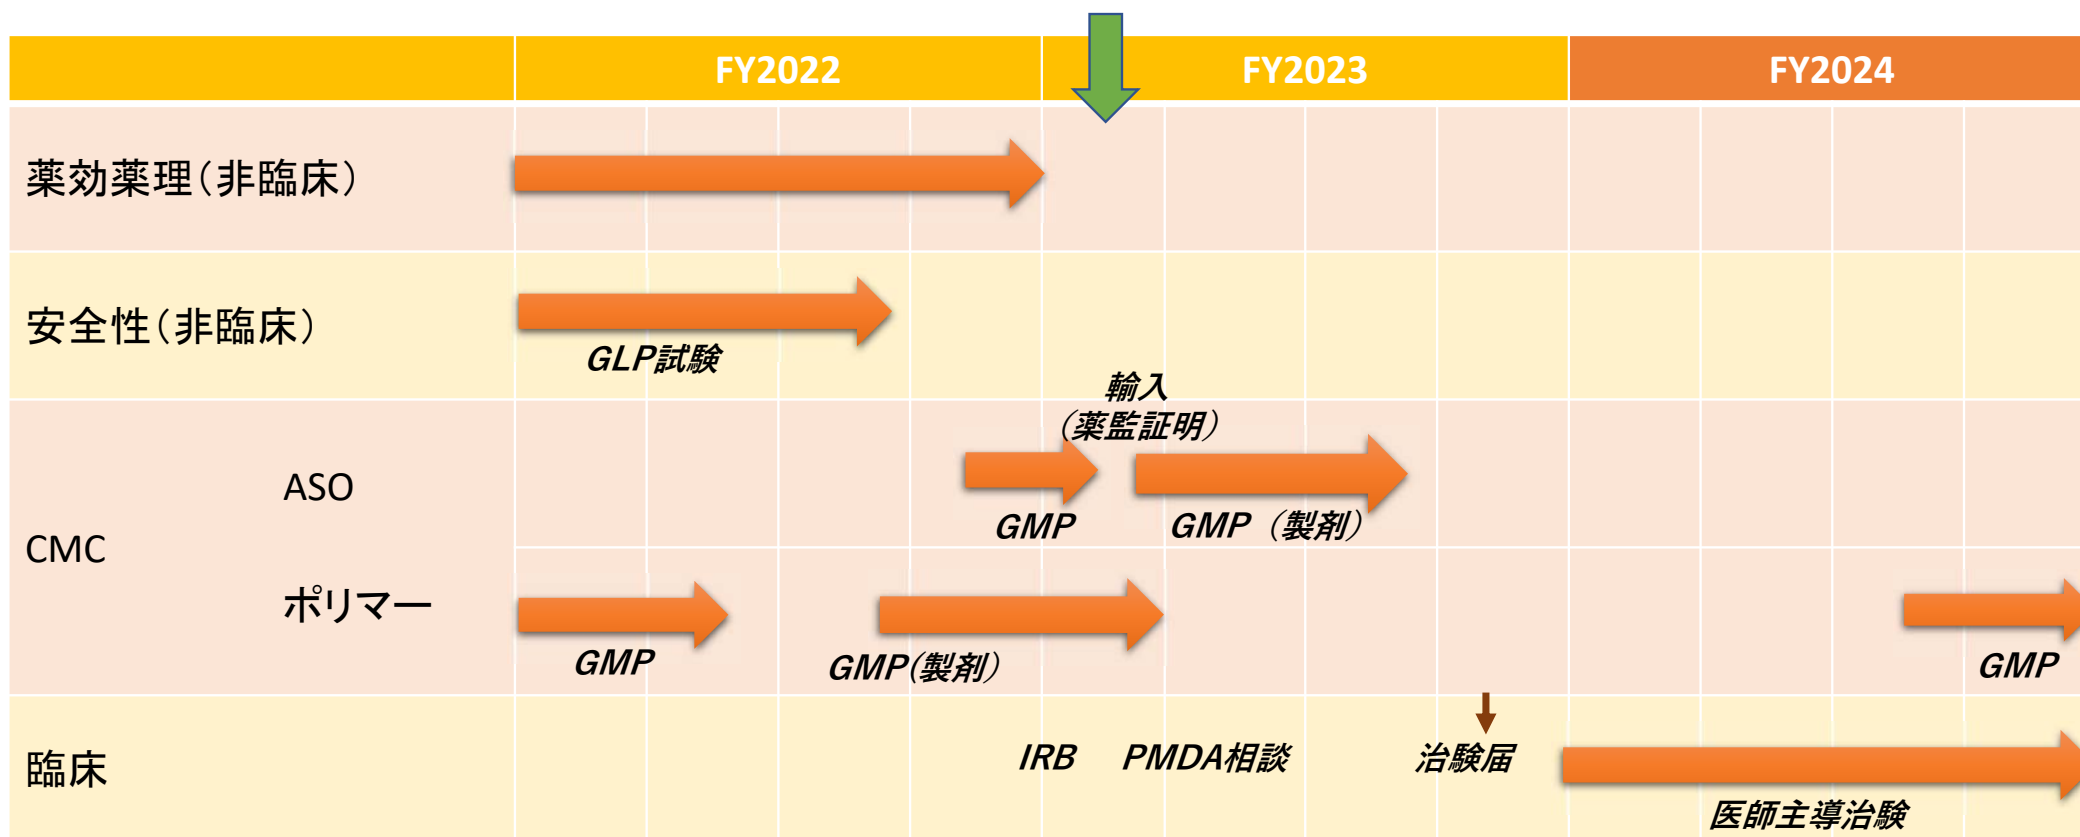 FY2022 FY2023 FY2024
薬効薬理(非臨床)
安全性(非臨床)
GLP試験
輸入
(薬監証明)
ASO
GMP
GMP (製剤)
CMC
ポリマー
GMP
GMP(製剤)
GMP
臨床
IRB
PMDA相談
治験届
医師主導治験